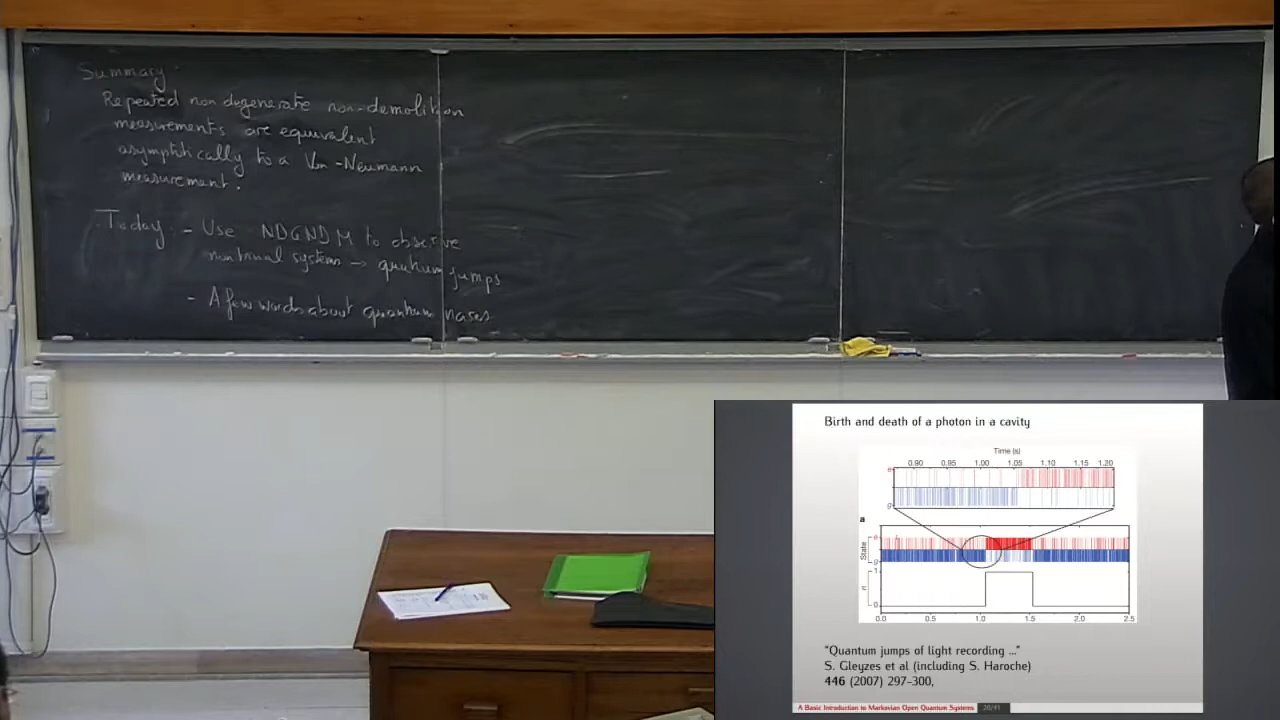 Summary.
Repeated non degenerate non-demolition
measurements are equivalent
asymptotically to a Von-Neumann
measurement.
Today - Use NDGNDM to observe
systems → quantum jumps
- A few words about quantum
Birth and death of a photon in a cavity
Time (s)
0.90 0.95 1.00 1.05 1.10 1.15 1.20
e
g
a
State
e
g
n
1
0
0.0 0.5 1.0 1.5 2.0 2.5
"Quantum jumps of light recording ..."
S. Gleyzes et al (including S. Haroche)
446 (2007) 297-300,
A Basic Introduction to Markovian Open Quantum Systems 20/41